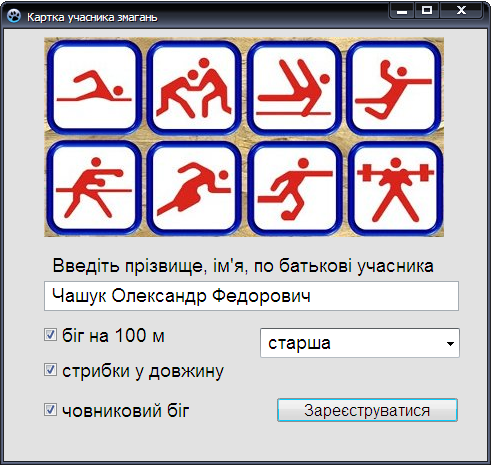 Картка учасника змагань
Введіть прізвище, ім'я, по батькові учасника
Чашук Олександр Федорович
біг на 100 м
старша
стрибки у довжину
човниковий біг
Зареєструватися